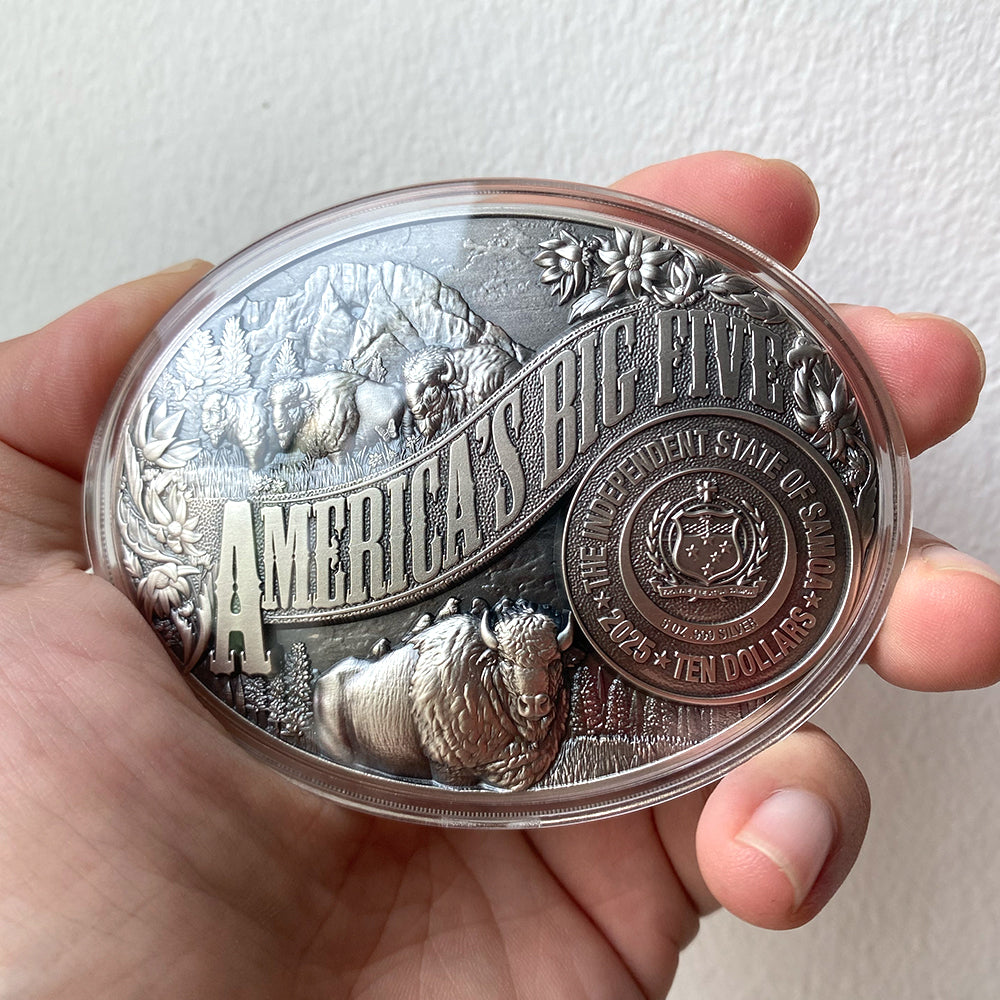 AMERICA'S BIG FIVE
THE INDEPENDENT STATE OF SAMOA
5 OZ .999 SILVER
★ 2025 ★ TEN DOLLARS ★